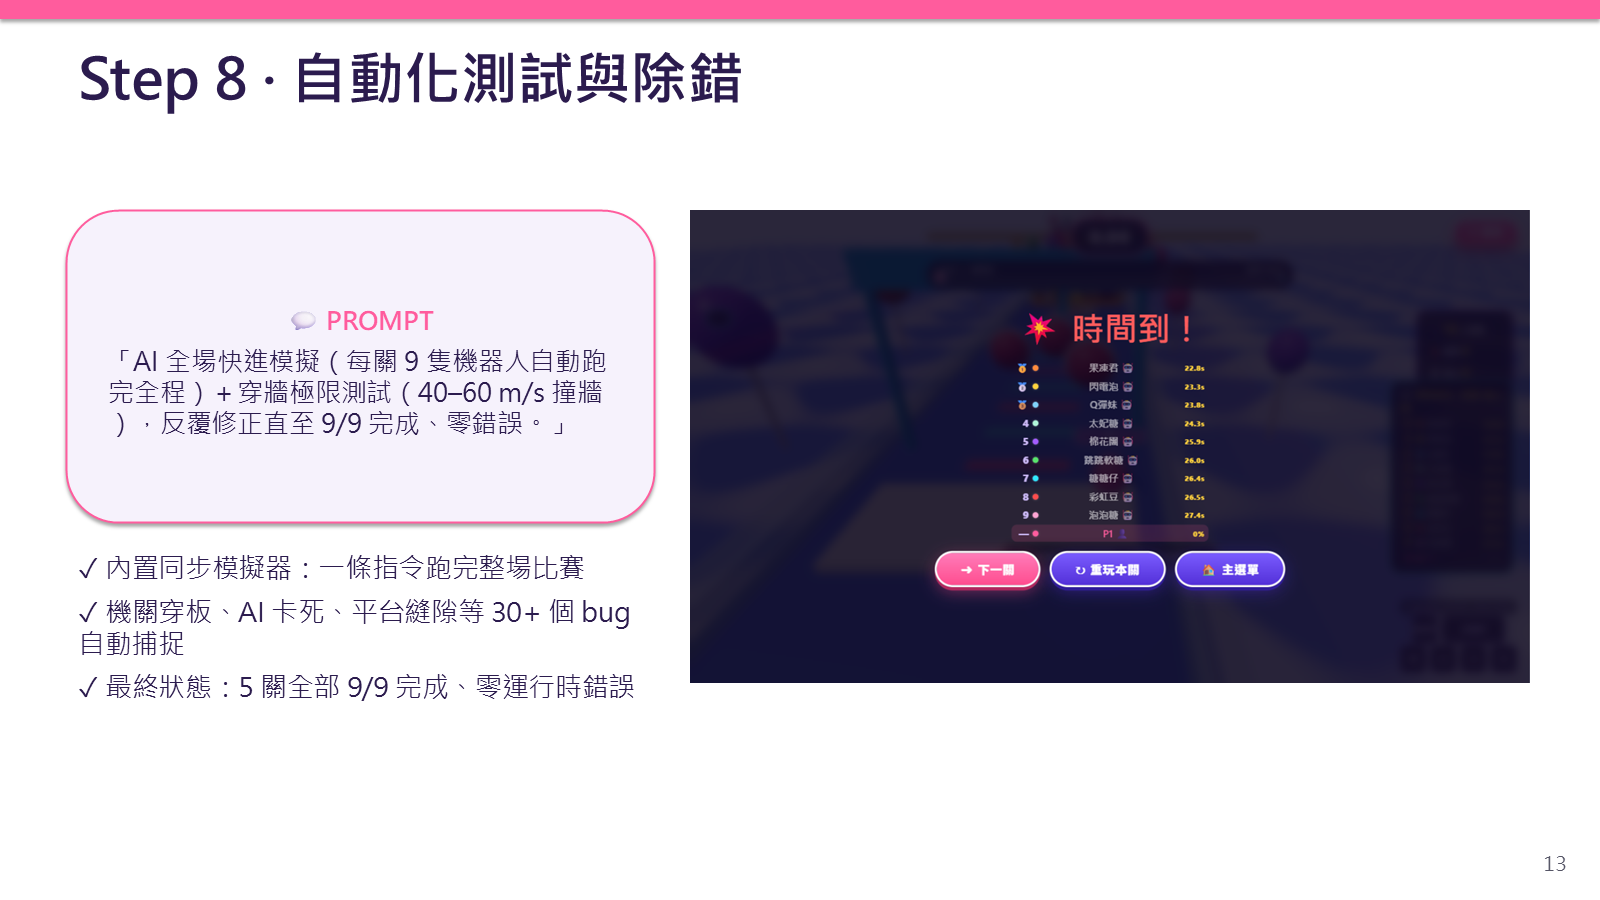 Step 8 · 自動化測試與除錯
PROMPT
「AI 全場快進模擬（每關 9 隻機器人自動跑
完全程）＋穿牆極限測試（40–60 m/s 撞牆
），反覆修正直至 9/9 完成、零錯誤。」
✓ 內置同步模擬器：一條指令跑完整場比賽
✓ 機關穿板、AI 卡死、平台縫隙等 30+ 個 bug
自動捕捉
✓ 最終狀態：5 關全部 9/9 完成、零運行時錯誤
時間到！
果凍君 22.8s
閃電泡 23.3s
Q彈妹 23.8s
4 太妃糖 24.3s
5 棉花團 25.9s
6 跳跳軟糖 26.0s
7 糖糖仔 26.4s
8 彩虹豆 26.5s
9 泡泡糖 27.4s
— P1 0%
→ 下一關
↻ 重玩本關
主選單
13